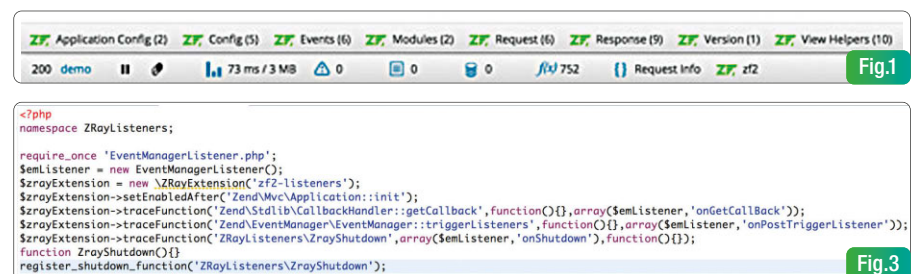 ZF Application Config (2) ZF Config (5) ZF Events (6) ZF Modules (2) ZF Request (6) ZF Response (9) ZF Version (1) ZF View Helpers (10)
200 demo 73 ms / 3 MB 0 0 0 f(x) 752 {} Request Info ZF zf2
Fig.1
<?php
namespace ZRayListeners;
require_once 'EventManagerListener.php';
$emListener = new EventManagerListener();
$zrayExtension = new \ZRayExtension('zf2-listeners');
$zrayExtension->setEnabledAfter('Zend\Mvc\Application::init');
$zrayExtension->traceFunction('Zend\Stdlib\CallbackHandler::getCallback',function(){},array($emListener,'onGetCallBack'));
$zrayExtension->traceFunction('Zend\EventManager\EventManager::triggerListeners',function(){},array($emListener,'onPostTriggerListener'));
$zrayExtension->traceFunction('ZRayListeners\ZrayShutdown',array($emListener,'onShutdown'),function(){});
function ZrayShutdown(){}
register_shutdown_function('ZRayListeners\ZrayShutdown');
Fig.3